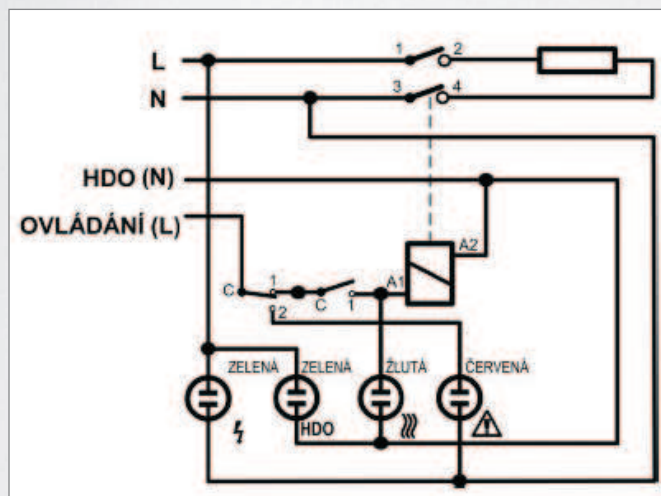 L 1 2
N 3 4
HDO (N)
OVLÁDÁNÍ (L)
A2
C 1 C 1 A1
2
ZELENÁ ZELENÁ ŽLUTÁ ČERVENÁ
HDO